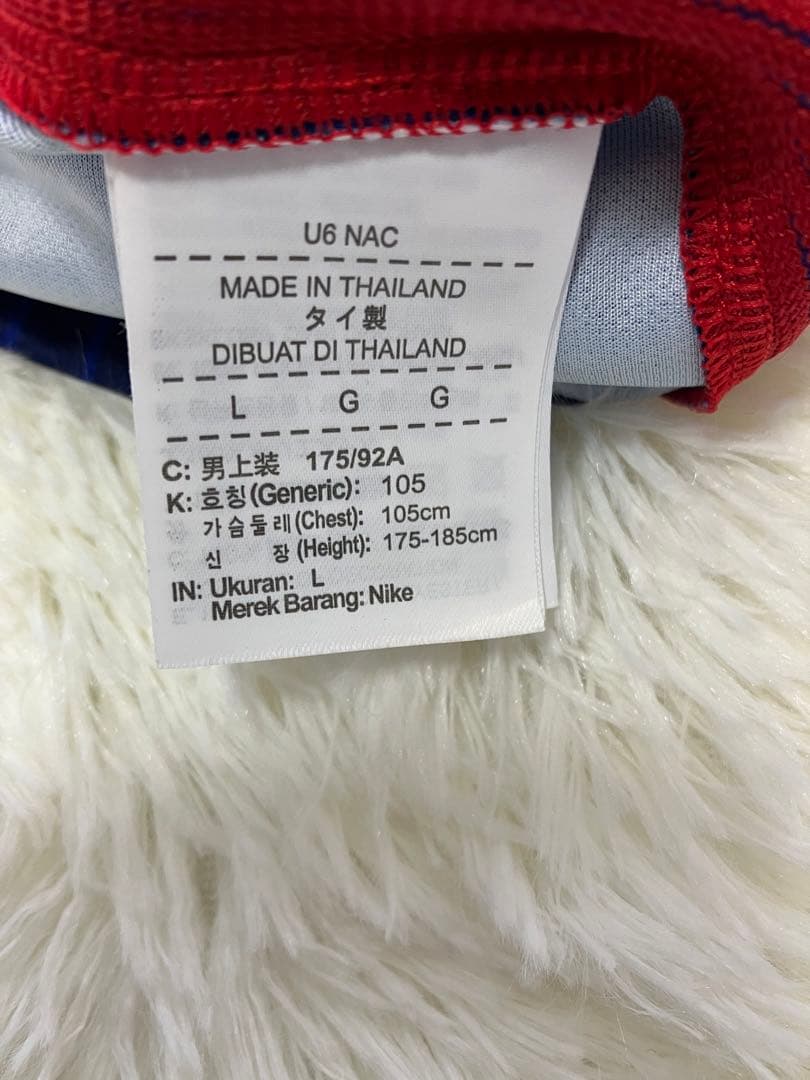 U6 NAC
MADE IN THAILAND
タイ製
DIBUAT DI THAILAND
L G G
C: 男上装 175/92A
K: 호칭(Generic): 105
가슴둘레(Chest): 105cm
신 장(Height): 175-185cm
IN: Ukuran: L
Merek Barang: Nike